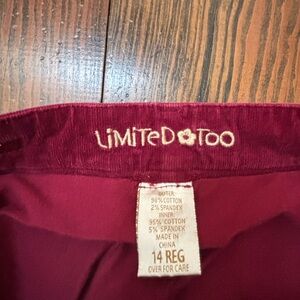 LiMiTeD TOO
OUTER:
98% COTTON
2% SPANDEX
INNER:
95% COTTON
5% SPANDEX
MADE IN
CHINA
14 REG
OVER FOR CARE